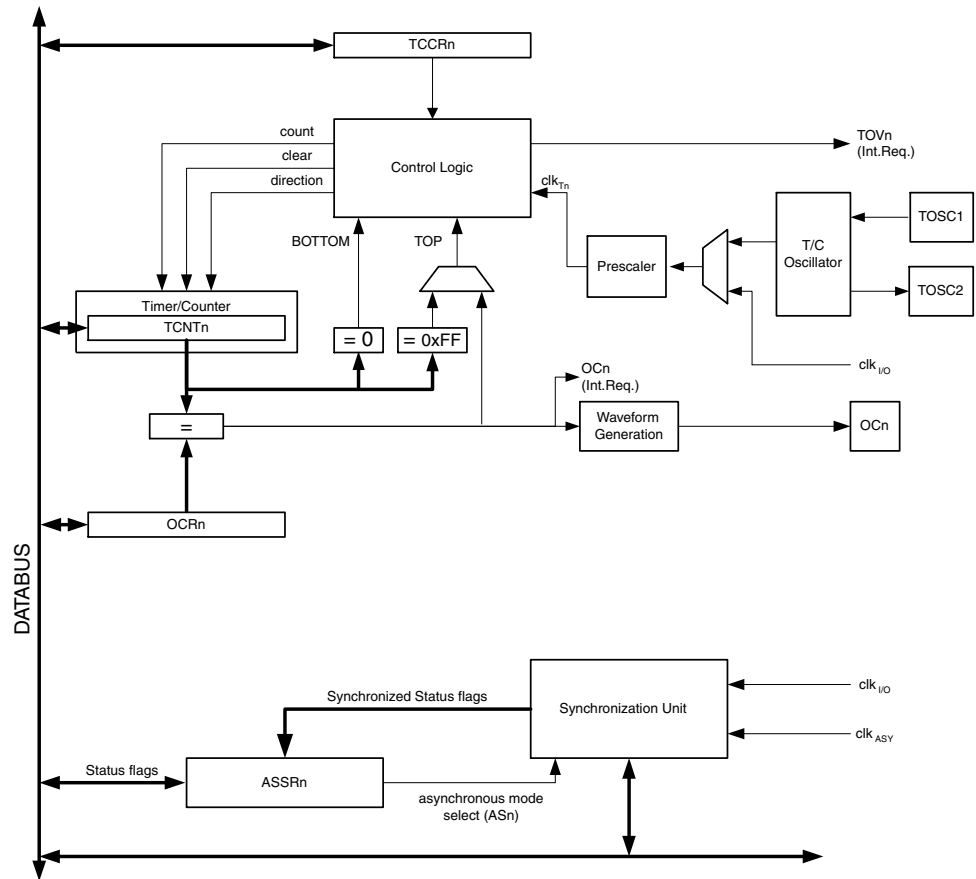 TCCRn
count
clear
direction
Control Logic
TOVn
(Int.Req.)
clkTn
BOTTOM
TOP
Prescaler
T/C
Oscillator
TOSC1
TOSC2
Timer/Counter
TCNTn
= 0
= 0xFF
clkI/O
OCn
(Int.Req.)
=
Waveform
Generation
OCn
OCRn
DATABUS
Synchronized Status flags
Synchronization Unit
clkI/O
clkASY
Status flags
ASSRn
asynchronous mode
select (ASn)